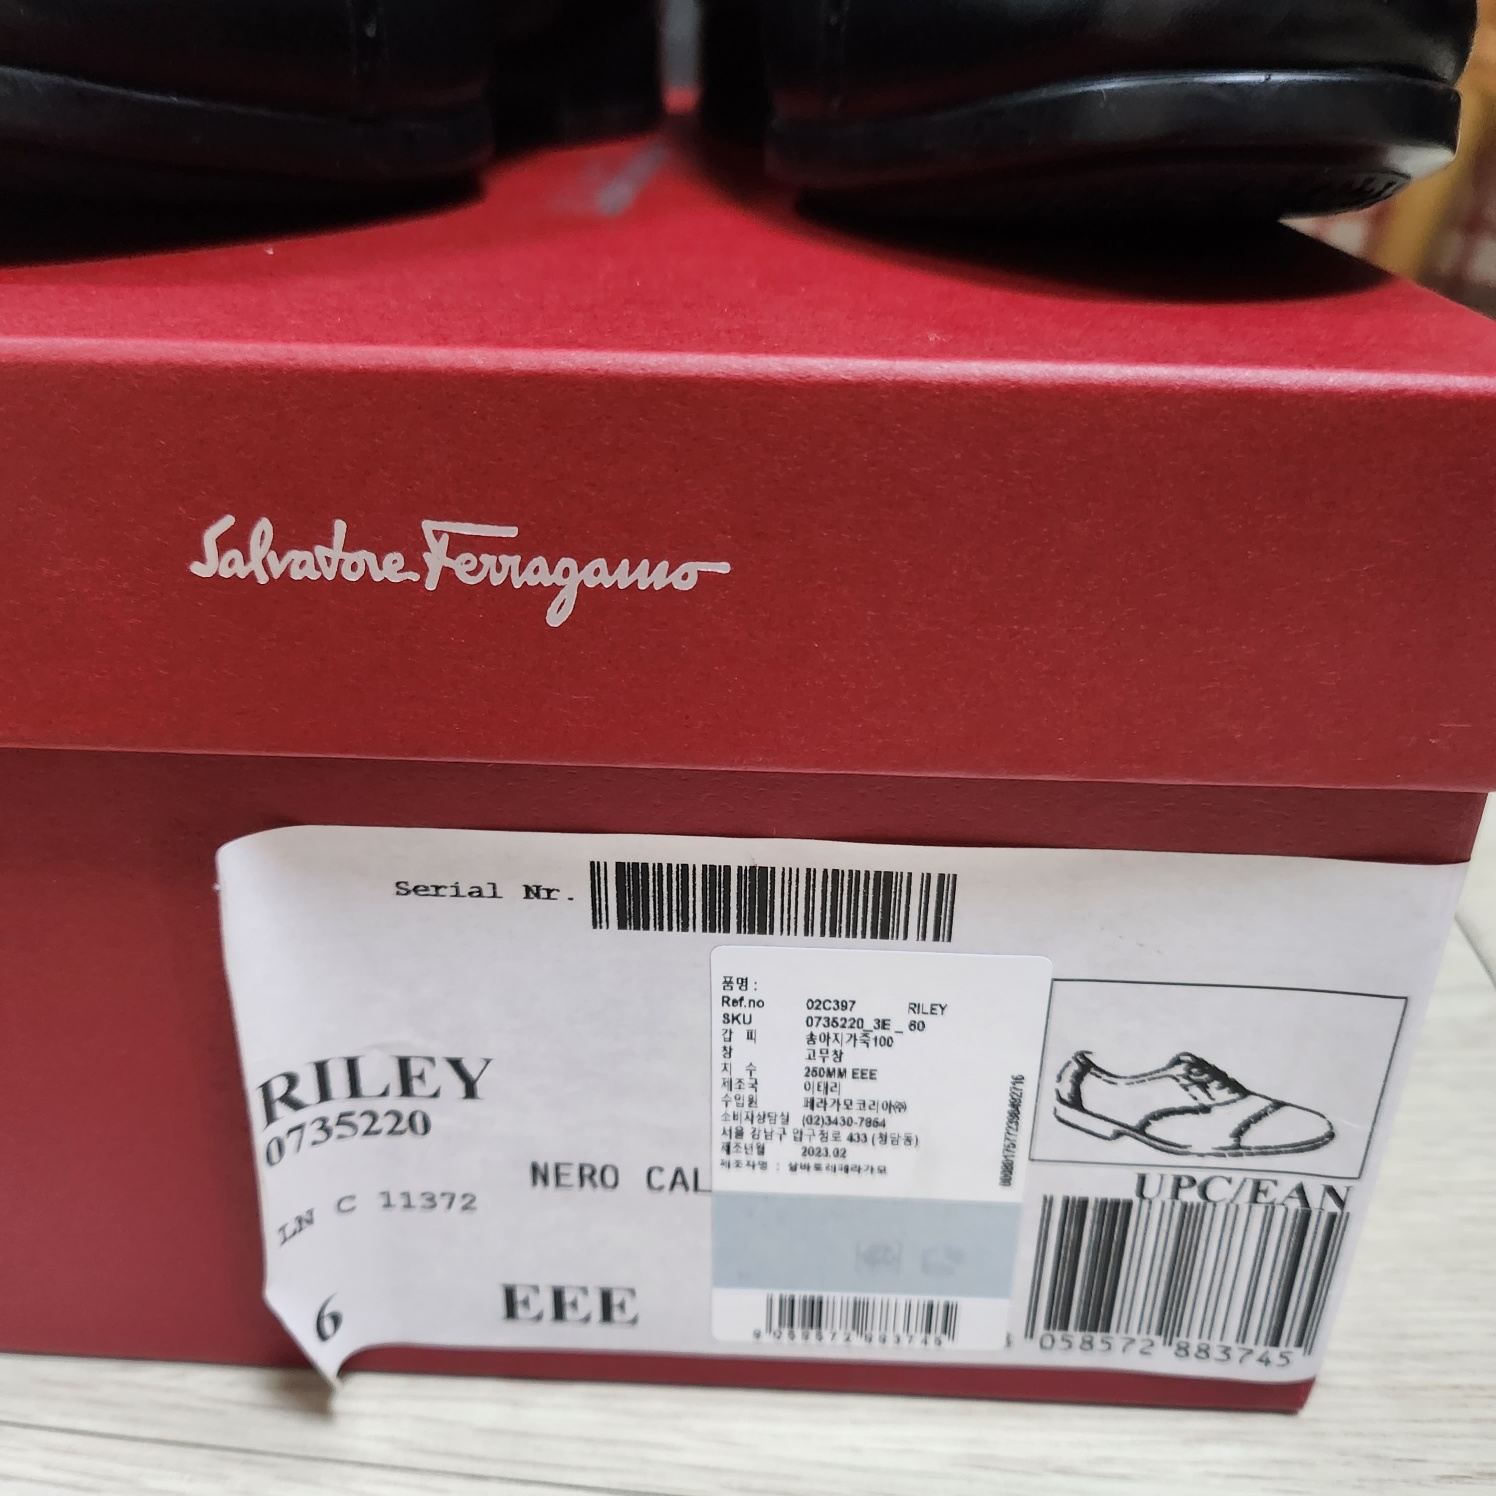 Salvatore Ferragamo
Serial Nr.
RILEY
0735220
LN C 11372
NERO CAL
6
EEE
품명 :
Ref.no 02C397 RILEY
SKU 0735220_3E_ 60
갑 피 송아지가죽100
창 고무창
치 수 250MM EEE
제조국 이태리
수입원 페라가모코리아㈜
소비자상담실 (02)3430-7854
서울 강남구 압구정로 433 (청담동)
제조년월 2023.02
제조자명 : 살바토레페라가모
UPC/EAN
058572 883745